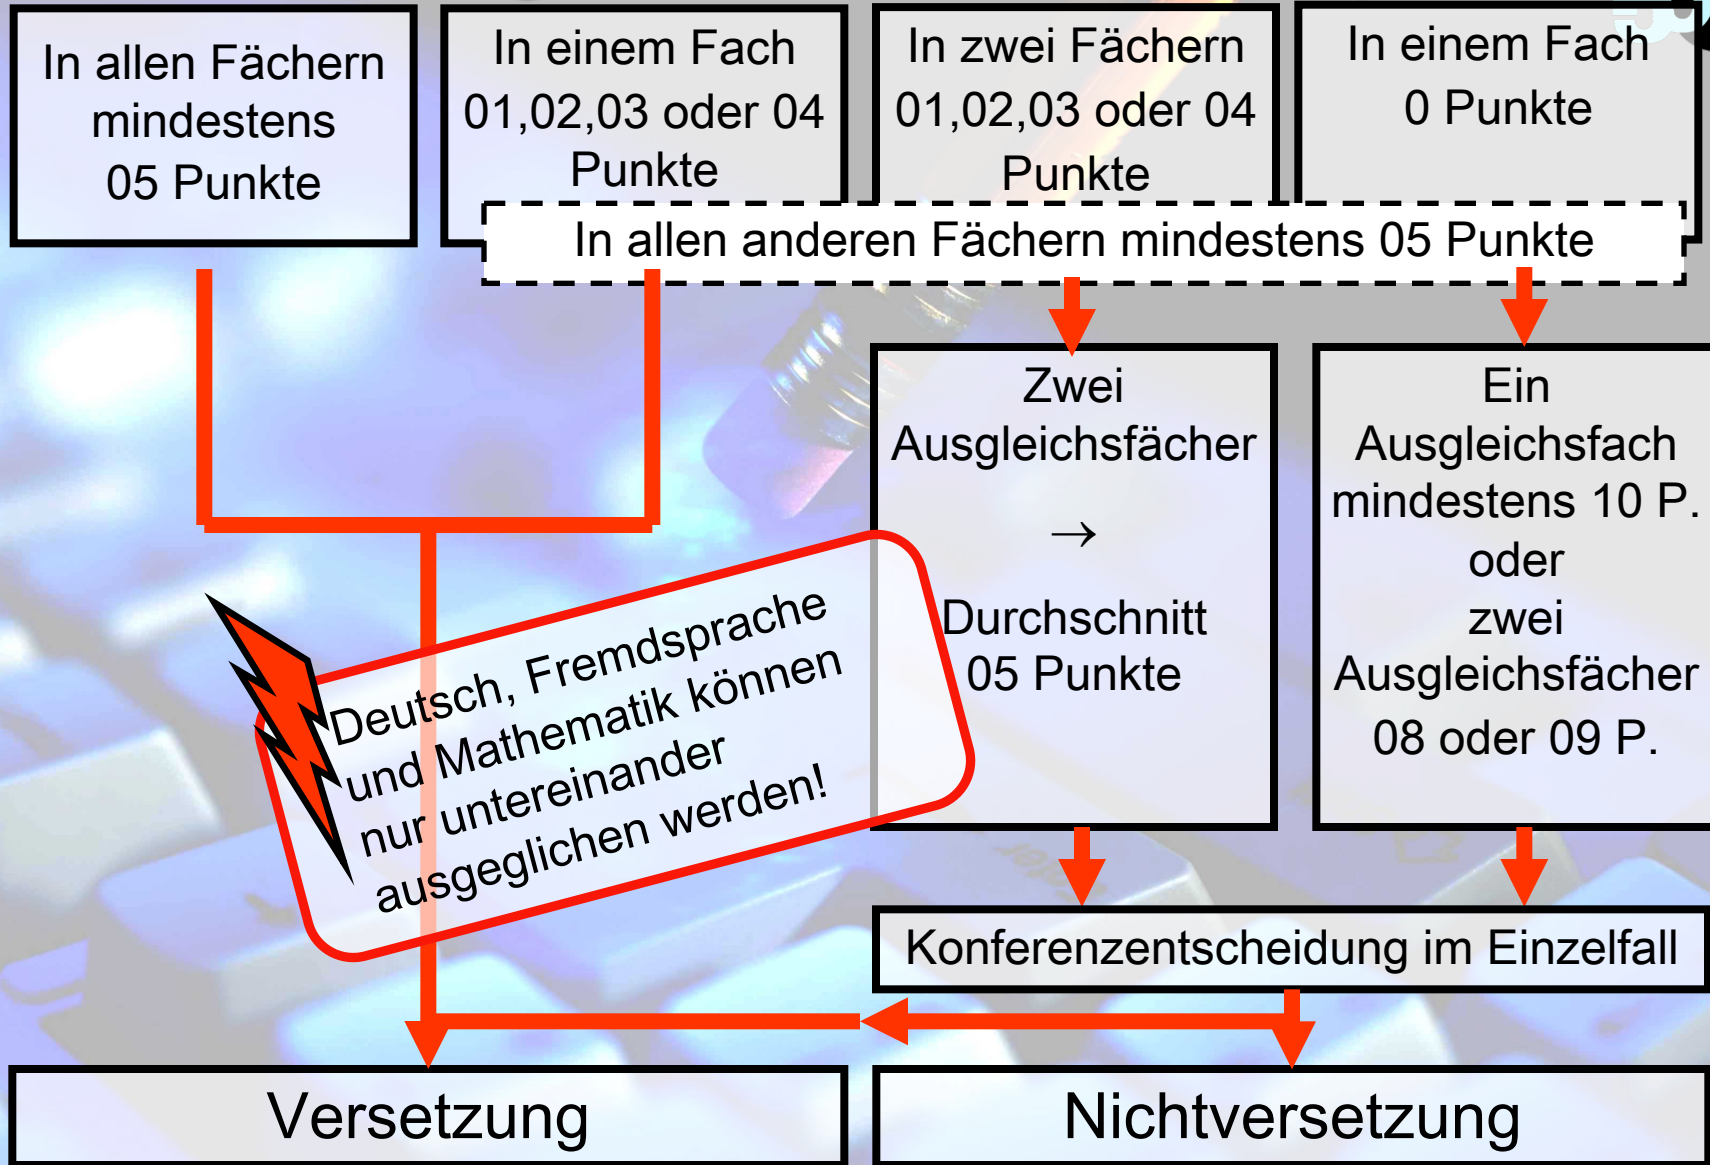 In allen Fächern
mindestens
05 Punkte
In einem Fach
01,02,03 oder 04
Punkte
In zwei Fächern
01,02,03 oder 04
Punkte
In einem Fach
0 Punkte
In allen anderen Fächern mindestens 05 Punkte
Zwei
Ausgleichsfächer
→
Durchschnitt
05 Punkte
Ein
Ausgleichsfach
mindestens 10 P.
oder
zwei
Ausgleichsfächer
08 oder 09 P.
Deutsch, Fremdsprache
und Mathematik können
nur untereinander
ausgeglichen werden!
Konferenzentscheidung im Einzelfall
Versetzung
Nichtversetzung